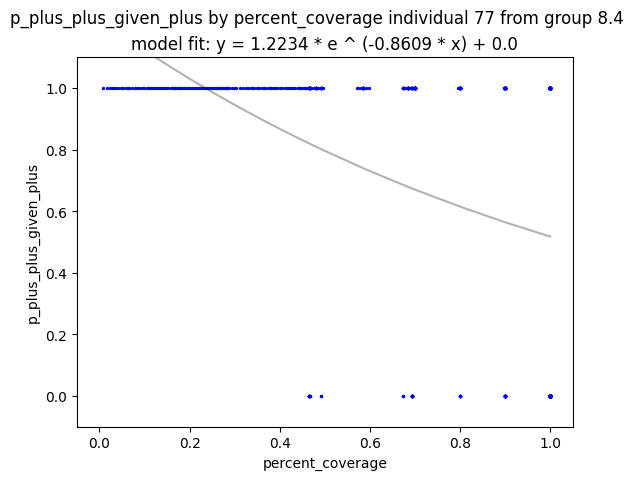 p_plus_plus_given_plus by percent_coverage individual 77 from group 8.4
model fit: y = 1.2234 * e ^ (-0.8609 * x) + 0.0
1.0
0.8
0.6
0.4
0.2
0.0
p_plus_plus_given_plus
0.0 0.2 0.4 0.6 0.8 1.0
percent_coverage